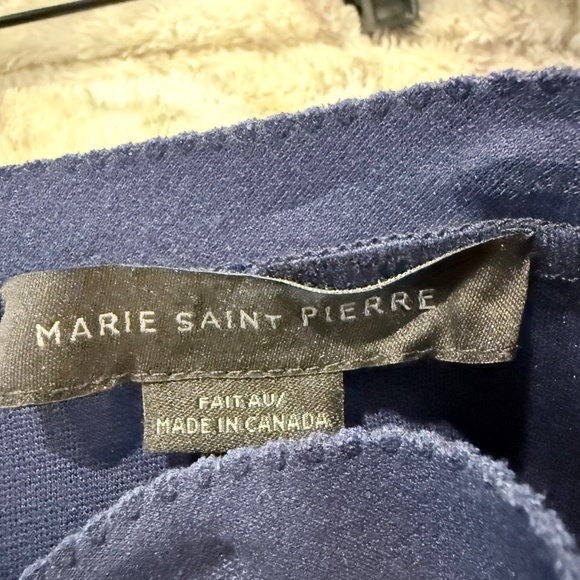 MARIE SAINT PIERRE
FAIT AU/
MADE IN CANADA